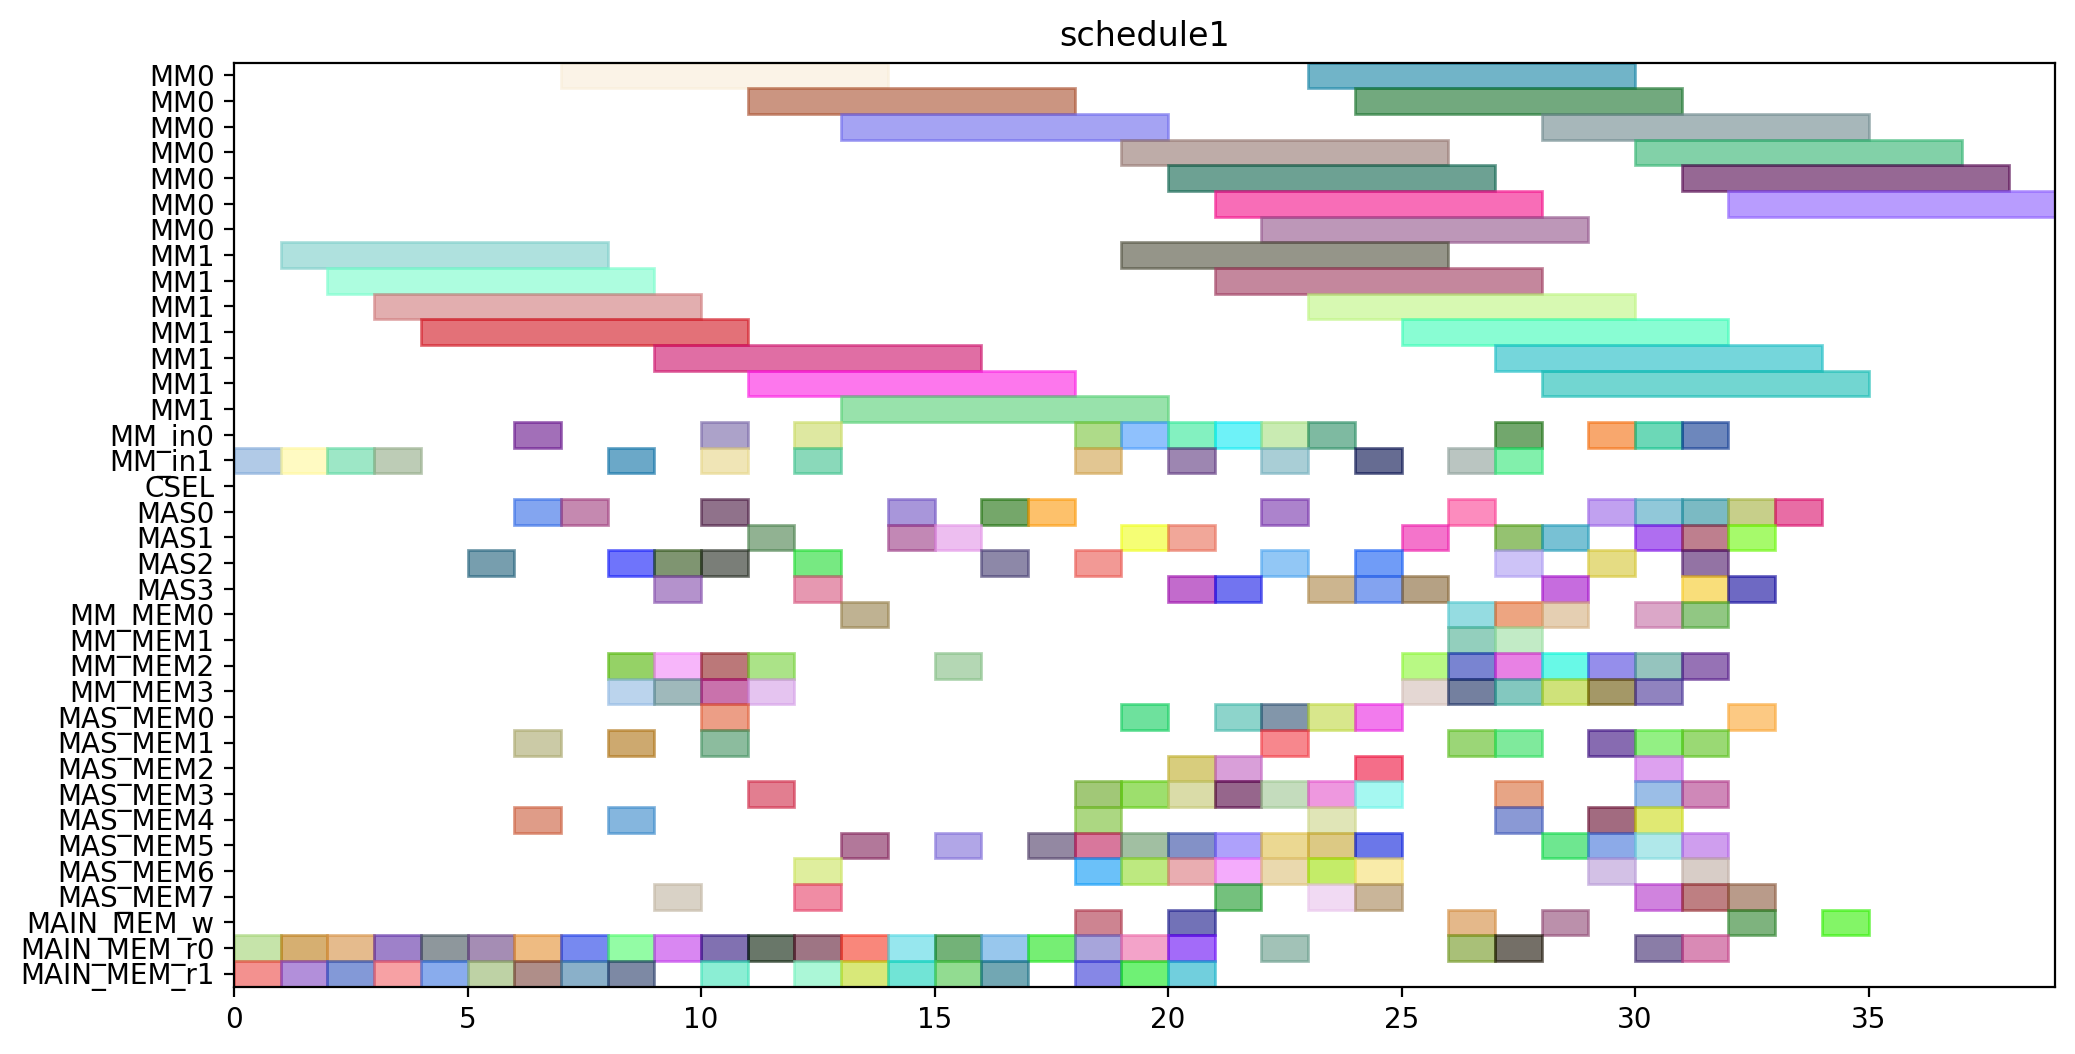 schedule1
MM0
MM0
MM0
MM0
MM0
MM0
MM0
MM1
MM1
MM1
MM1
MM1
MM1
MM1
MM_in0
MM_in1
CSEL
MAS0
MAS1
MAS2
MAS3
MM_MEM0
MM_MEM1
MM_MEM2
MM_MEM3
MAS_MEM0
MAS_MEM1
MAS_MEM2
MAS_MEM3
MAS_MEM4
MAS_MEM5
MAS_MEM6
MAS_MEM7
MAIN_MEM_w
MAIN_MEM_r0
MAIN_MEM_r1
0 5 10 15 20 25 30 35